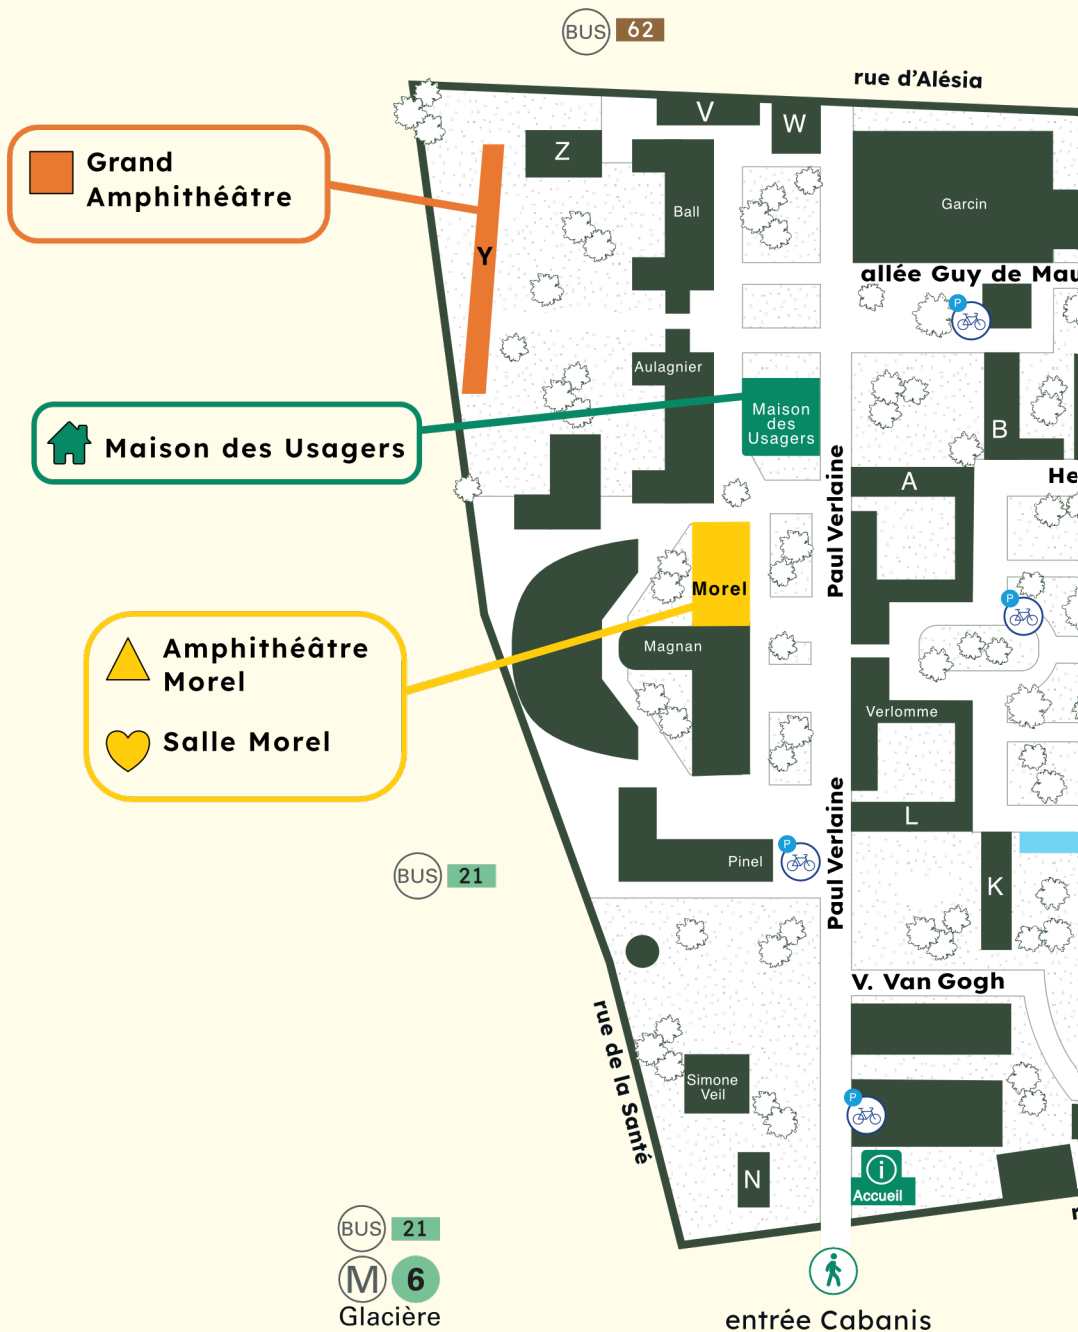 BUS 62
rue d'Alésia
V
W
Z
Grand
Amphithéâtre
Ball
Garcin
Y
allée Guy de Mau
P
Aulagnier
Maison
des
Usagers
B
Maison des Usagers
A
He
Paul Verlaine
Morel
P
Amphithéâtre
Morel
Magnan
Salle Morel
Verlomme
L
Paul Verlaine
Pinel
P
BUS 21
K
V. Van Gogh
rue de la Santé
Simone
Veil
P
N
i
Accueil
r
BUS 21
M 6
Glacière
entrée Cabanis